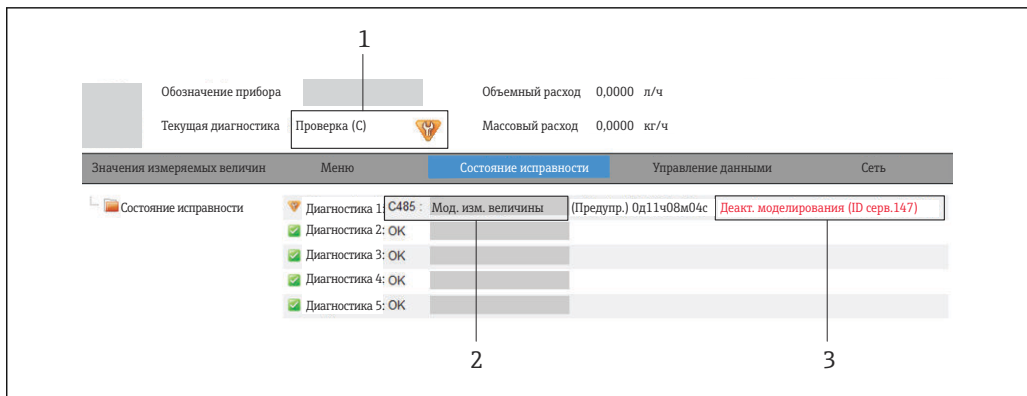 1
Обозначение прибора Объемный расход 0,0000 л/ч
Текущая диагностика Проверка (C) Массовый расход 0,0000 кг/ч
Значения измеряемых величин Меню Состояние исправности Управление данными Сеть
Состояние исправности Диагностика 1: C485 : Мод. изм. величины (Предупр.) 0д11ч08м04с Деакт. моделирования (ID серв.147)
Диагностика 2: OK
Диагностика 3: OK
Диагностика 4: OK
Диагностика 5: OK
2 3